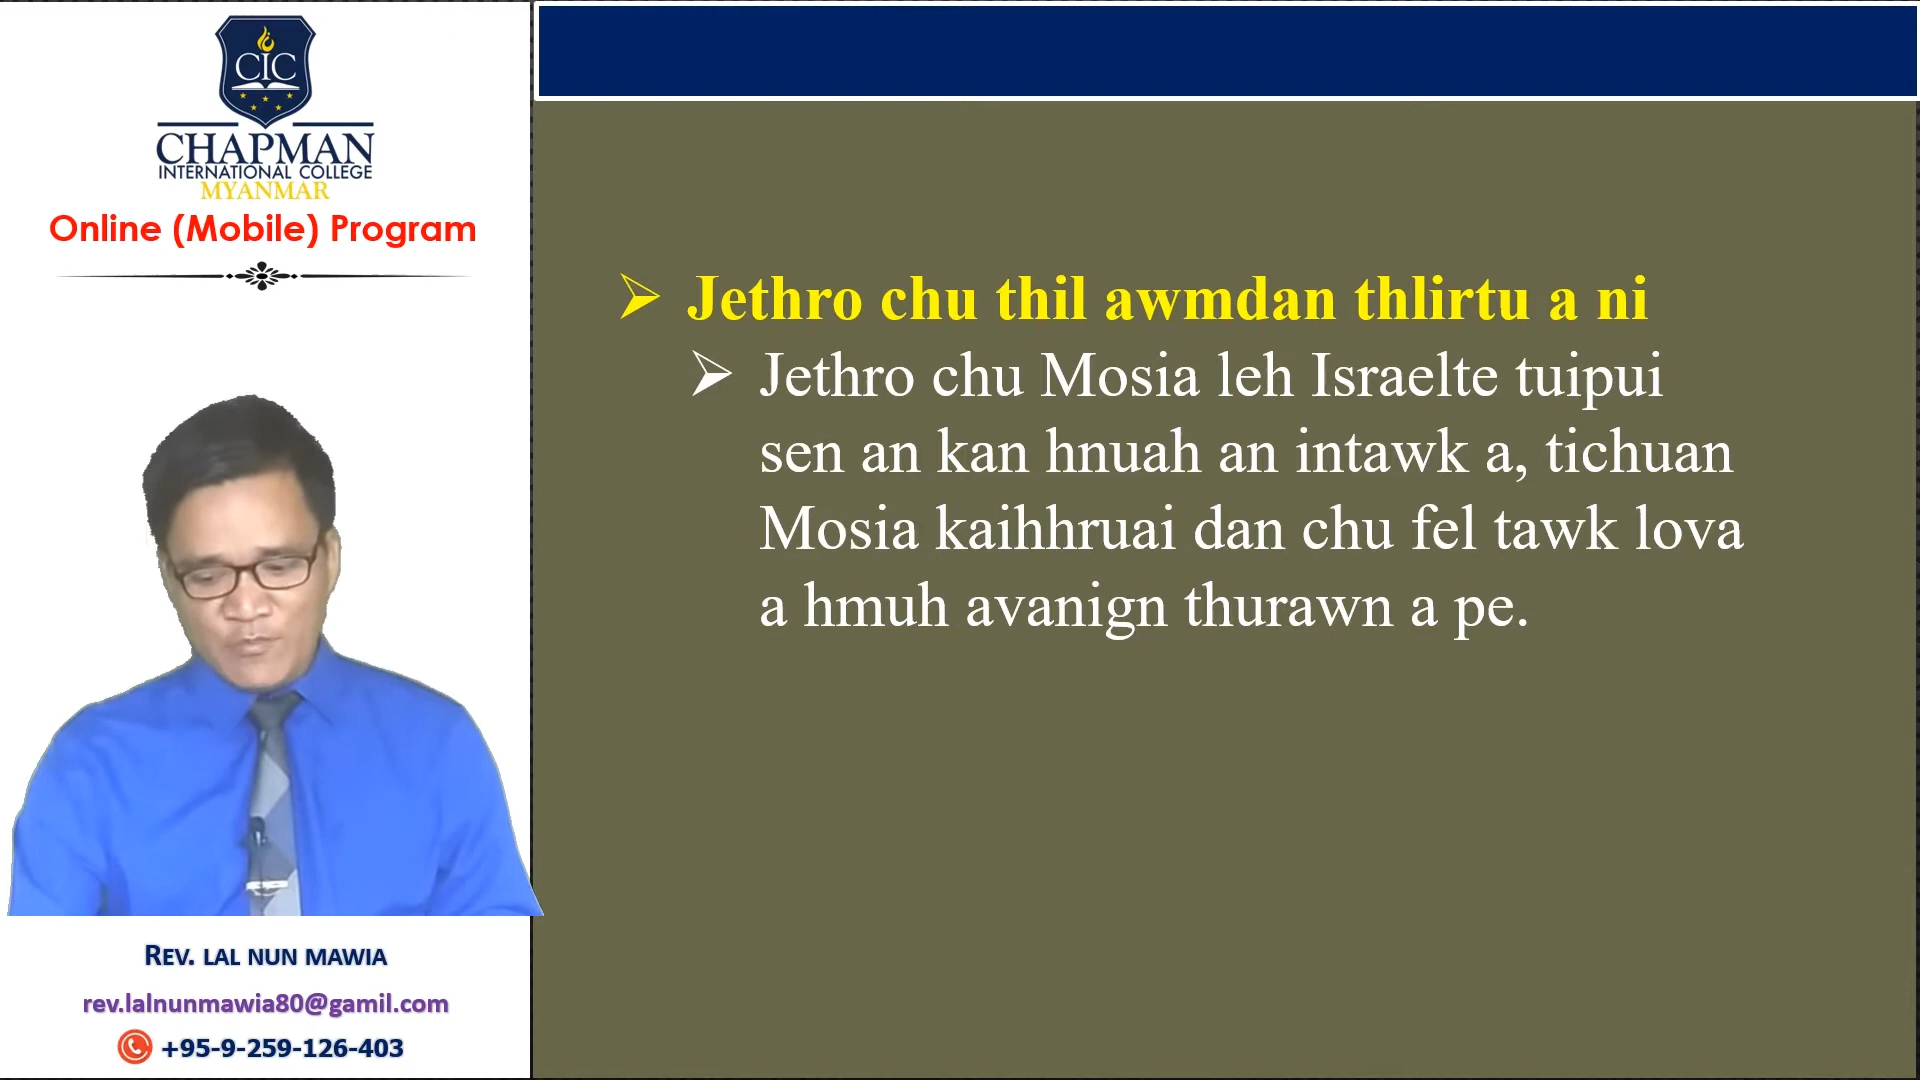 CIC
CHAPMAN
INTERNATIONAL COLLEGE
MYANMAR
Online (Mobile) Program
REV. LAL NUN MAWIA
rev.lalnunmawia80@gamil.com
+95-9-259-126-403
Jethro chu thil awmdan thlirtu a ni
Jethro chu Mosia leh Israelte tuipui
sen an kan hnuah an intawk a, tichuan
Mosia kaihhruai dan chu fel tawk lova
a hmuh avanign thurawn a pe.